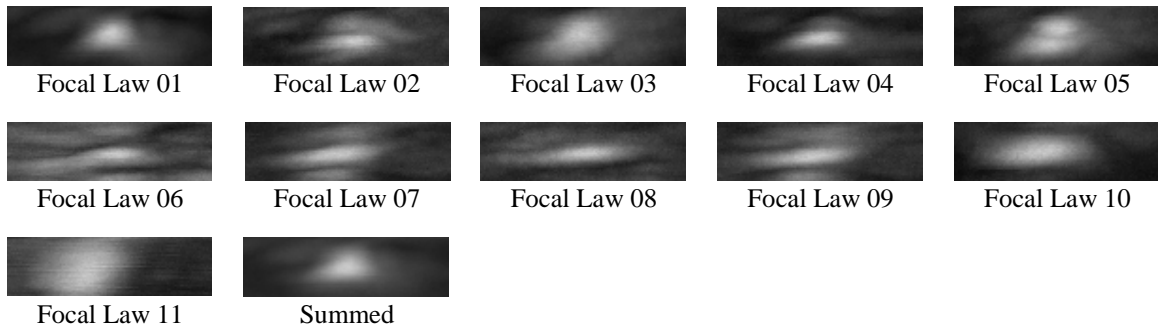 Focal Law 01
Focal Law 02
Focal Law 03
Focal Law 04
Focal Law 05
Focal Law 06
Focal Law 07
Focal Law 08
Focal Law 09
Focal Law 10
Focal Law 11
Summed